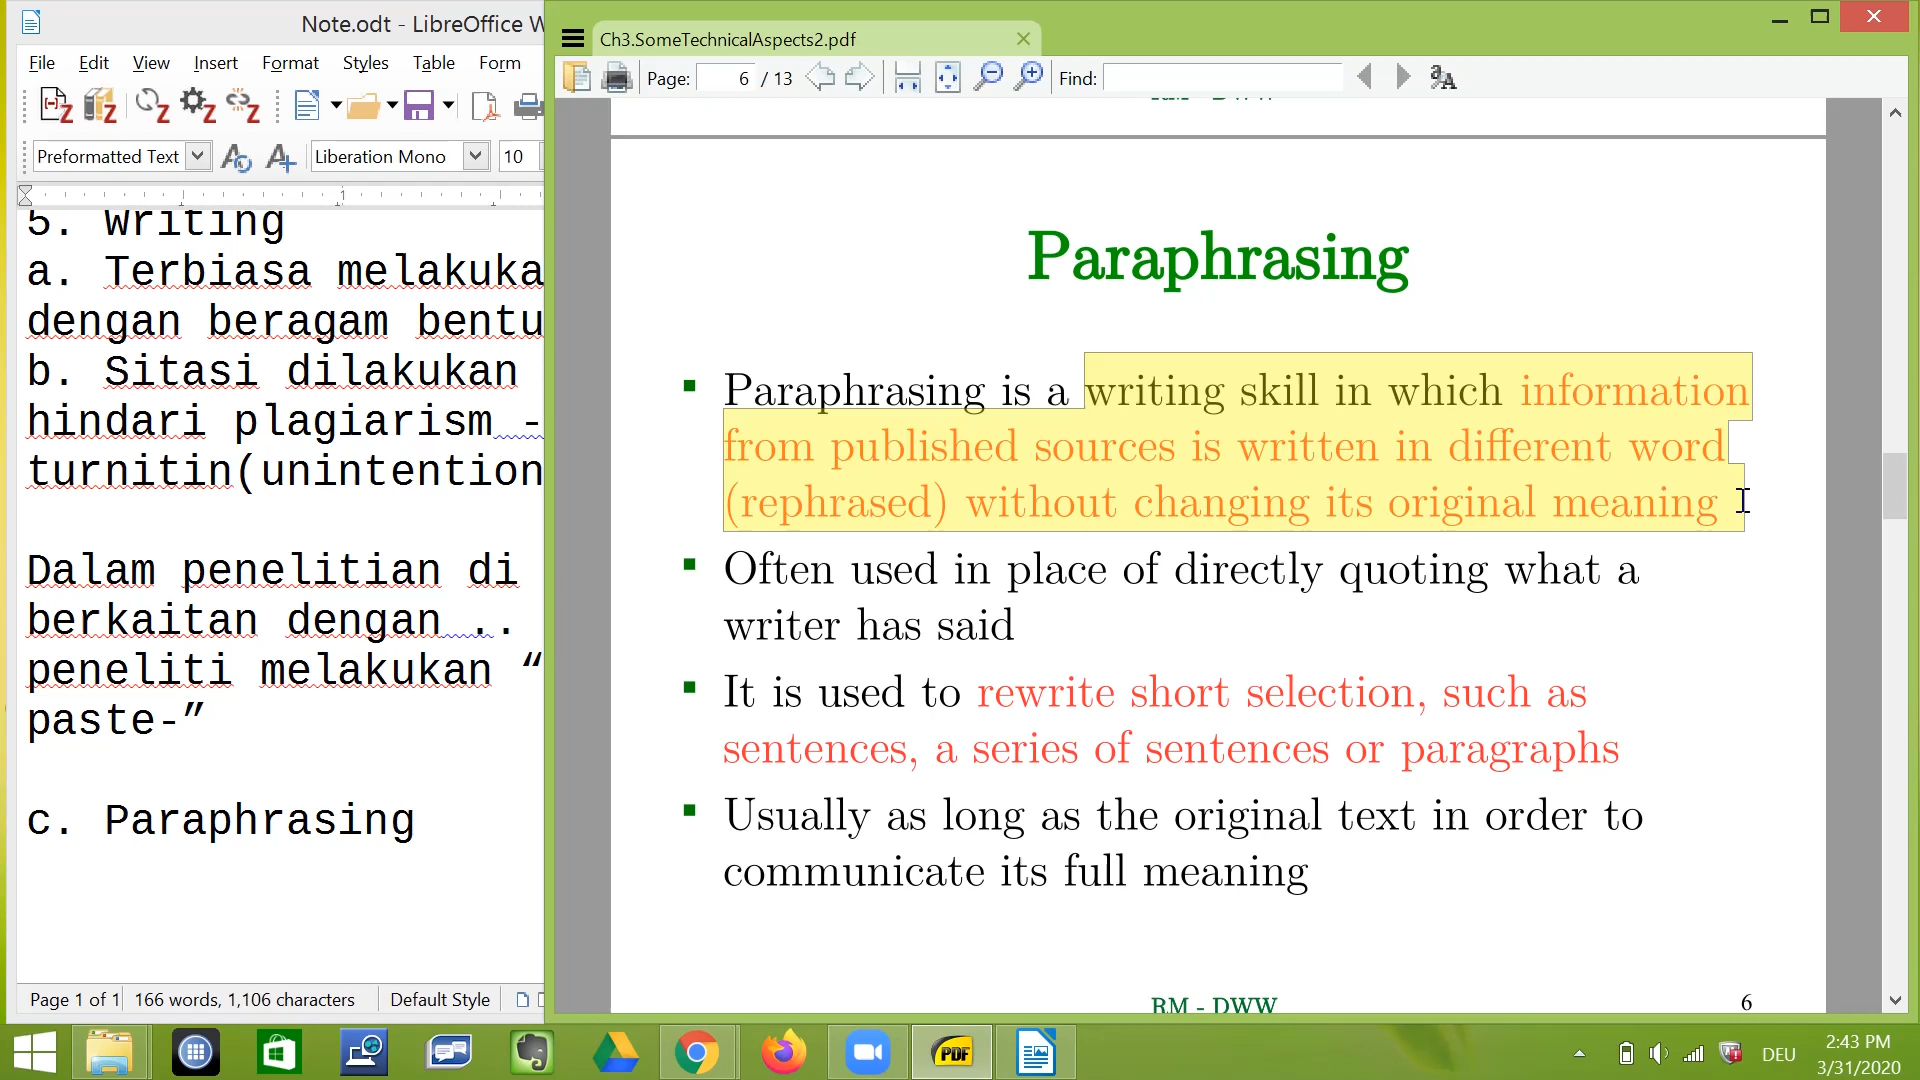 Note.odt - LibreOffice W
File Edit View Insert Format Styles Table Form
Preformatted Text Liberation Mono 10
1
5. Writing
a. Terbiasa melakuka
dengan beragam bentu
b. Sitasi dilakukan
hindari plagiarism -
turnitin(unintention
Dalam penelitian di
berkaitan dengan ..
peneliti melakukan “
paste-”
c. Paraphrasing
Page 1 of 1 166 words, 1,106 characters Default Style
Ch3.SomeTechnicalAspects2.pdf
Page: 6 / 13 Find:
Paraphrasing
Paraphrasing is a writing skill in which information
from published sources is written in different word
(rephrased) without changing its original meaning
Often used in place of directly quoting what a
writer has said
It is used to rewrite short selection, such as
sentences, a series of sentences or paragraphs
Usually as long as the original text in order to
communicate its full meaning
RM - DWW
6
PDF
DEU
2:43 PM
3/31/2020